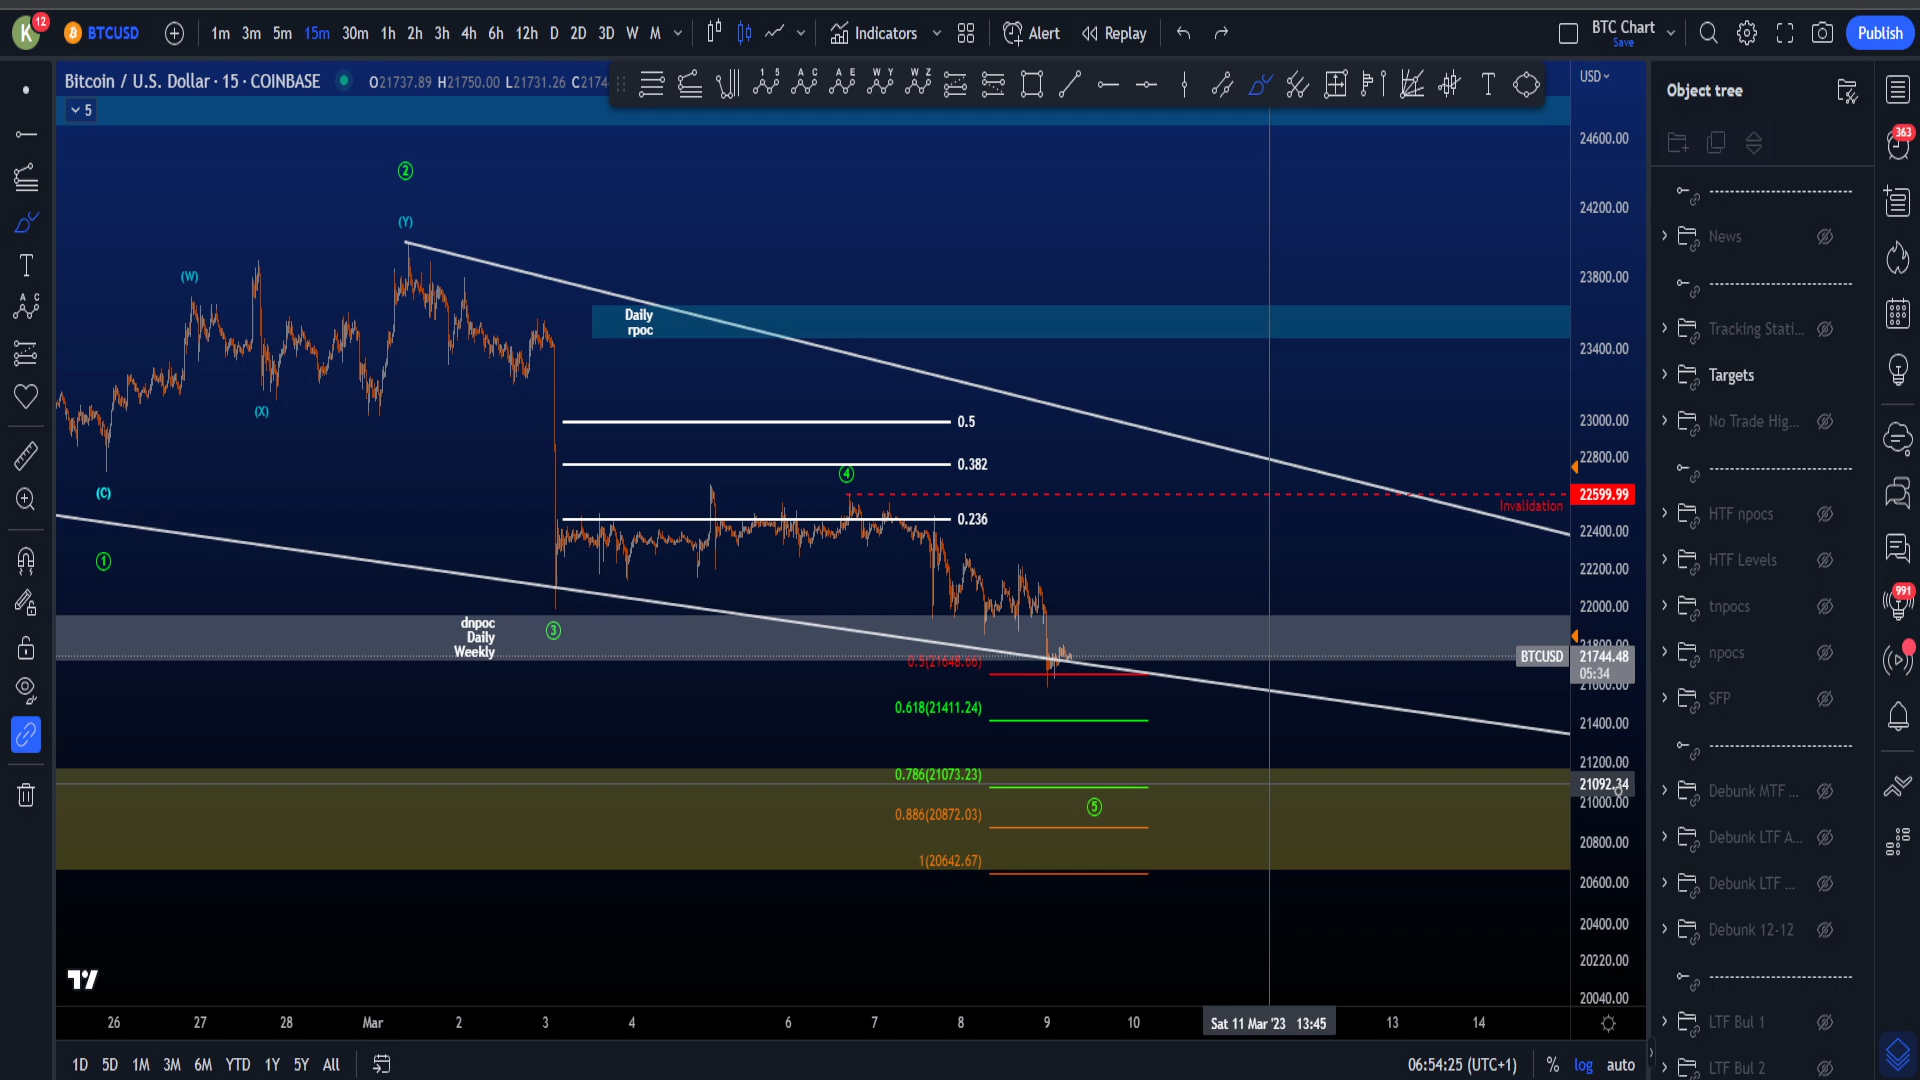 K 12 BTCUSD 1m 3m 5m 15m 30m 1h 2h 3h 4h 6h 12h D 2D 3D W M Indicators Alert Replay BTC Chart Save Publish
Bitcoin / U.S. Dollar · 15 · COINBASE O21737.89 H21750.00 L21731.26 C2174
5
USD
Object tree
24600.00
24200.00
23800.00
23400.00
23000.00
22800.00
22599.99
22400.00
22200.00
22000.00
21800.00
BTCUSD 21744.48
05:34
21600.00
21400.00
21200.00
21092.34
21000.00
20800.00
20600.00
20400.00
20220.00
20040.00
2
(Y)
(W)
(X)
(C)
1
Daily
rpoc
0.5
0.382
4
0.236
Invalidation
dnpoc
Daily
Weekly
3
0.5(21648.66)
0.618(21411.24)
0.786(21073.23)
5
0.886(20872.03)
1(20642.67)
26 27 28 Mar 2 3 4 6 7 8 9 10 Sat 11 Mar '23 13:45 13 14
1D 5D 1M 3M 6M YTD 1Y 5Y All
06:54:25 (UTC+1) % log auto
News
Tracking Stati...
Targets
No Trade Hig...
HTF npocs
HTF Levels
tnpocs
npocs
SFP
Debunk MTF ...
Debunk LTF A...
Debunk LTF ...
Debunk 12-12
LTF Bul 1
LTF Bul 2
363
991